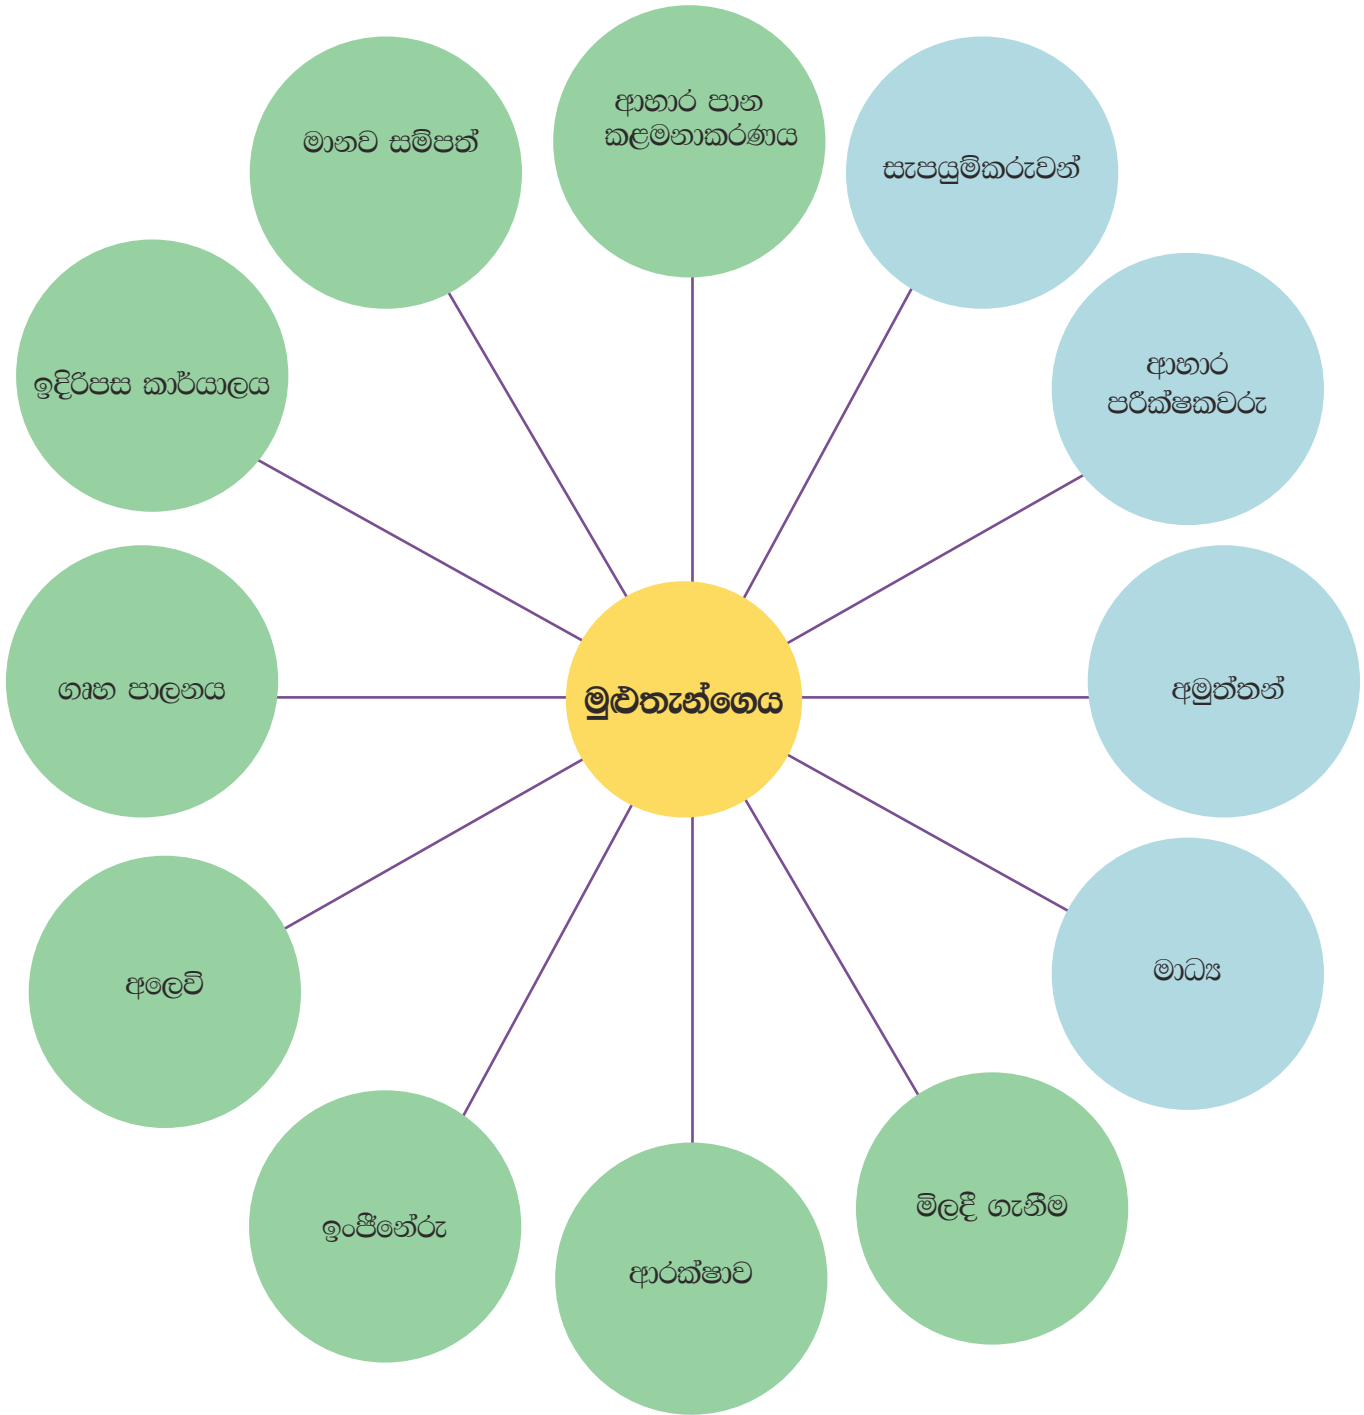 ආහාර පාන
කළමනාකරණය
මානව සම්පත්
සැපයුම්කරුවන්
ඉදිරිපස කාර්යාලය
ආහාර
පරීක්ෂකවරු
ගෘහ පාලනය
මුළුතැන්ගෙය
අමුත්තන්
අලෙවි
මාධ්‍ය
ඉංජිනේරු
ආරක්ෂාව
මිලදී ගැනීම